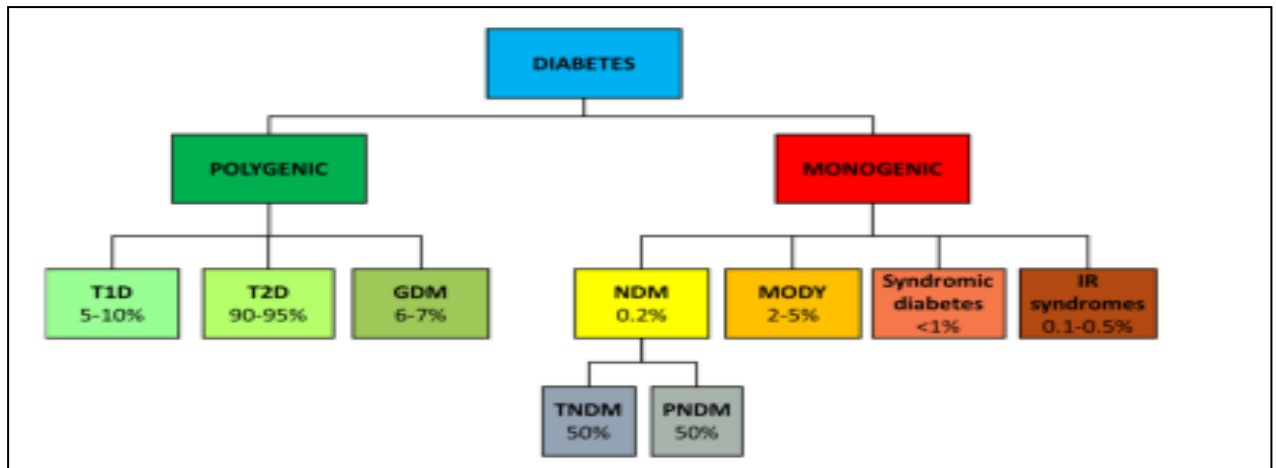 DIABETES
POLYGENIC
MONOGENIC
T1D
5-10%
T2D
90-95%
GDM
6-7%
NDM
0.2%
MODY
2-5%
Syndromic
diabetes
<1%
IR
syndromes
0.1-0.5%
TNDM
50%
PNDM
50%